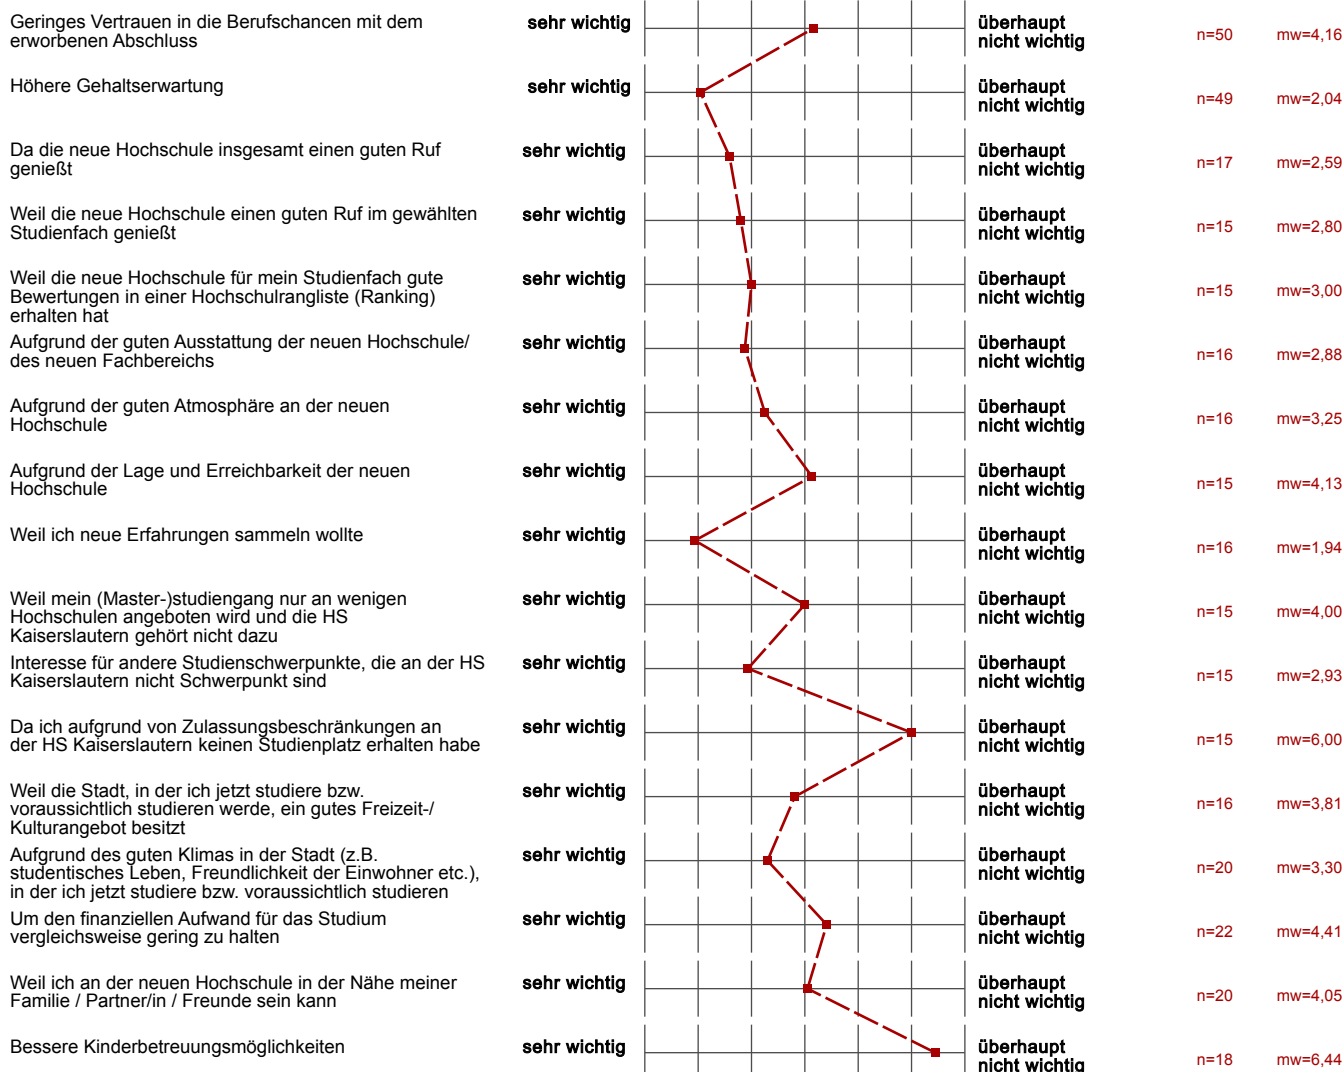 Geringes Vertrauen in die Berufschancen mit dem
erworbenen Abschluss
sehr wichtig
überhaupt
nicht wichtig
n=50
mw=4,16
Höhere Gehaltserwartung
sehr wichtig
überhaupt
nicht wichtig
n=49
mw=2,04
Da die neue Hochschule insgesamt einen guten Ruf
genießt
sehr wichtig
überhaupt
nicht wichtig
n=17
mw=2,59
Weil die neue Hochschule einen guten Ruf im gewählten
Studienfach genießt
sehr wichtig
überhaupt
nicht wichtig
n=15
mw=2,80
Weil die neue Hochschule für mein Studienfach gute
Bewertungen in einer Hochschulrangliste (Ranking)
erhalten hat
sehr wichtig
überhaupt
nicht wichtig
n=15
mw=3,00
Aufgrund der guten Ausstattung der neuen Hochschule/
des neuen Fachbereichs
sehr wichtig
überhaupt
nicht wichtig
n=16
mw=2,88
Aufgrund der guten Atmosphäre an der neuen
Hochschule
sehr wichtig
überhaupt
nicht wichtig
n=16
mw=3,25
Aufgrund der Lage und Erreichbarkeit der neuen
Hochschule
sehr wichtig
überhaupt
nicht wichtig
n=15
mw=4,13
Weil ich neue Erfahrungen sammeln wollte
sehr wichtig
überhaupt
nicht wichtig
n=16
mw=1,94
Weil mein (Master-)studiengang nur an wenigen
Hochschulen angeboten wird und die HS
Kaiserslautern gehört nicht dazu
sehr wichtig
überhaupt
nicht wichtig
n=15
mw=4,00
Interesse für andere Studienschwerpunkte, die an der HS
Kaiserslautern nicht Schwerpunkt sind
sehr wichtig
überhaupt
nicht wichtig
n=15
mw=2,93
Da ich aufgrund von Zulassungsbeschränkungen an
der HS Kaiserslautern keinen Studienplatz erhalten habe
sehr wichtig
überhaupt
nicht wichtig
n=15
mw=6,00
Weil die Stadt, in der ich jetzt studiere bzw.
voraussichtlich studieren werde, ein gutes Freizeit-/
Kulturangebot besitzt
sehr wichtig
überhaupt
nicht wichtig
n=16
mw=3,81
Aufgrund des guten Klimas in der Stadt (z.B.
studentisches Leben, Freundlichkeit der Einwohner etc.),
in der ich jetzt studiere bzw. voraussichtlich studieren
sehr wichtig
überhaupt
nicht wichtig
n=20
mw=3,30
Um den finanziellen Aufwand für das Studium
vergleichsweise gering zu halten
sehr wichtig
überhaupt
nicht wichtig
n=22
mw=4,41
Weil ich an der neuen Hochschule in der Nähe meiner
Familie / Partner/in / Freunde sein kann
sehr wichtig
überhaupt
nicht wichtig
n=20
mw=4,05
Bessere Kinderbetreuungsmöglichkeiten
sehr wichtig
überhaupt
nicht wichtig
n=18
mw=6,44